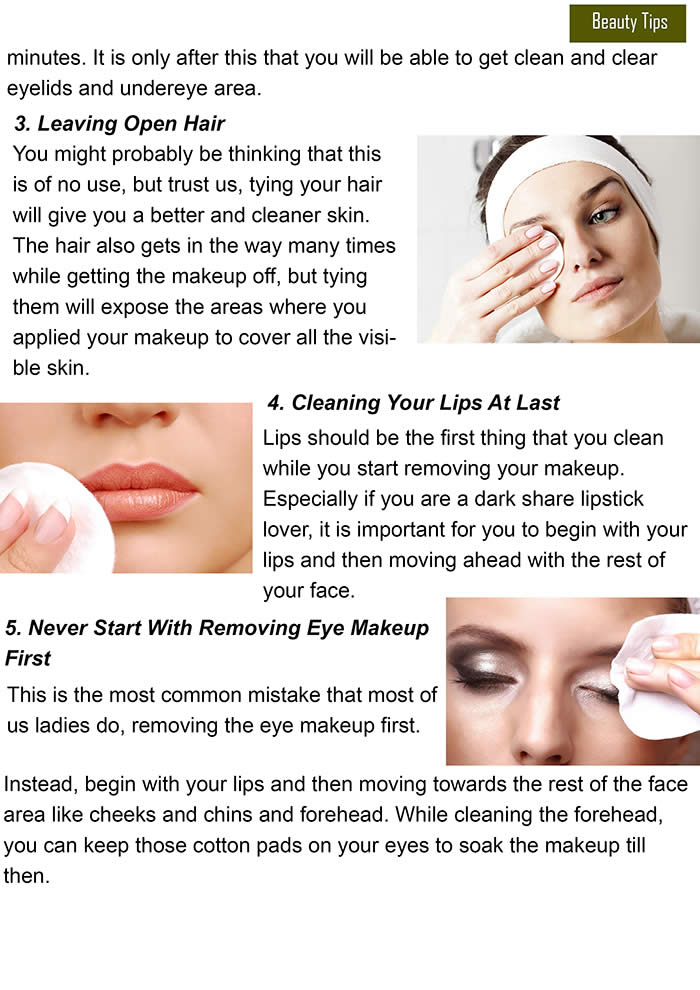 Beauty Tips
minutes. It is only after this that you will be able to get clean and clear
eyelids and undereye area.
3. Leaving Open Hair
You might probably be thinking that this
is of no use, but trust us, tying your hair
will give you a better and cleaner skin.
The hair also gets in the way many times
while getting the makeup off, but tying
them will expose the areas where you
applied your makeup to cover all the visi-
ble skin.
4. Cleaning Your Lips At Last
Lips should be the first thing that you clean
while you start removing your makeup.
Especially if you are a dark share lipstick
lover, it is important for you to begin with your
lips and then moving ahead with the rest of
your face.
5. Never Start With Removing Eye Makeup
First
This is the most common mistake that most of
us ladies do, removing the eye makeup first.
Instead, begin with your lips and then moving towards the rest of the face
area like cheeks and chins and forehead. While cleaning the forehead,
you can keep those cotton pads on your eyes to soak the makeup till
then.